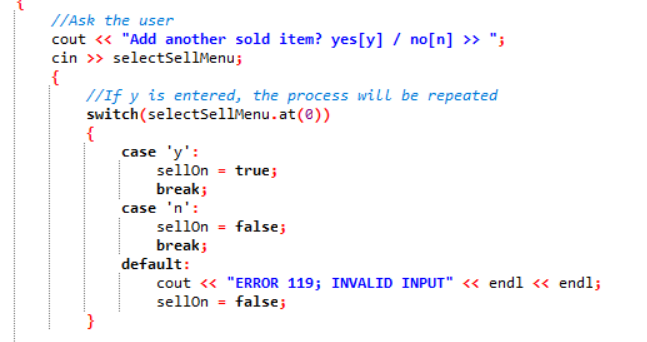 {
//Ask the user
cout << "Add another sold item? yes[y] / no[n] >> ";
cin >> selectSellMenu;
{
//If y is entered, the process will be repeated
switch(selectSellMenu.at(0))
{
case 'y':
sellOn = true;
break;
case 'n':
sellOn = false;
break;
default:
cout << "ERROR 119; INVALID INPUT" << endl << endl;
sellOn = false;
}